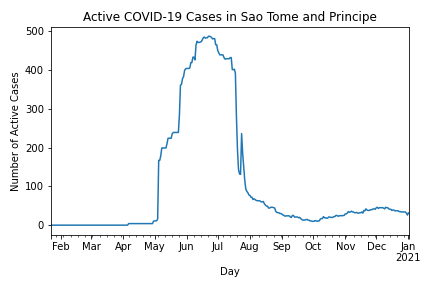 Active COVID-19 Cases in Sao Tome and Principe
500
400
300
200
100
0
Number of Active Cases
Feb Mar Apr May Jun Jul Aug Sep Oct Nov Dec Jan
2021
Day